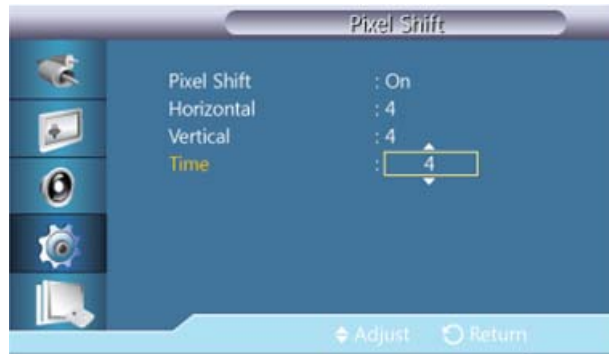 Pixel Shift
Pixel Shift : On
Horizontal : 4
Vertical : 4
Time : 4
Adjust Return